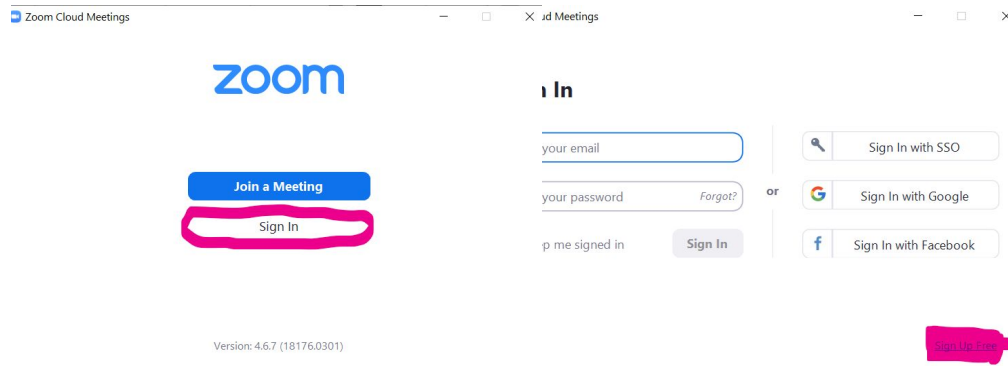 Zoom Cloud Meetings
zoom
Join a Meeting
Sign In
Version: 4.6.7 (18176.0301)
ud Meetings
n In
your email
your password Forgot?
ep me signed in Sign In
or
Sign In with SSO
Sign In with Google
Sign In with Facebook
Sign Up Free